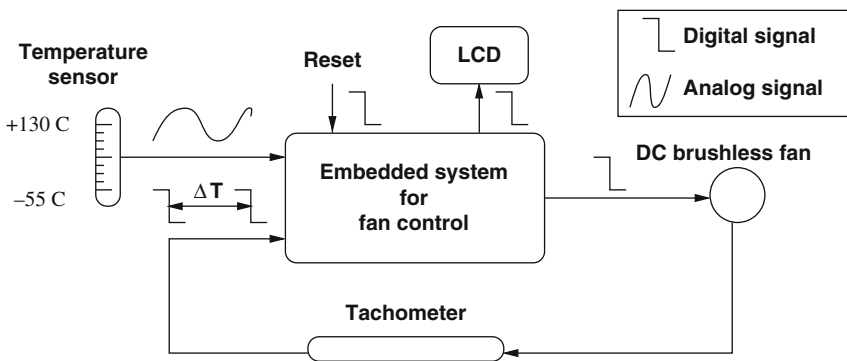 Temperature
sensor
+130 C
–55 C
Δ T
Reset
LCD
Embedded system
for
fan control
Digital signal
Analog signal
DC brushless fan
Tachometer